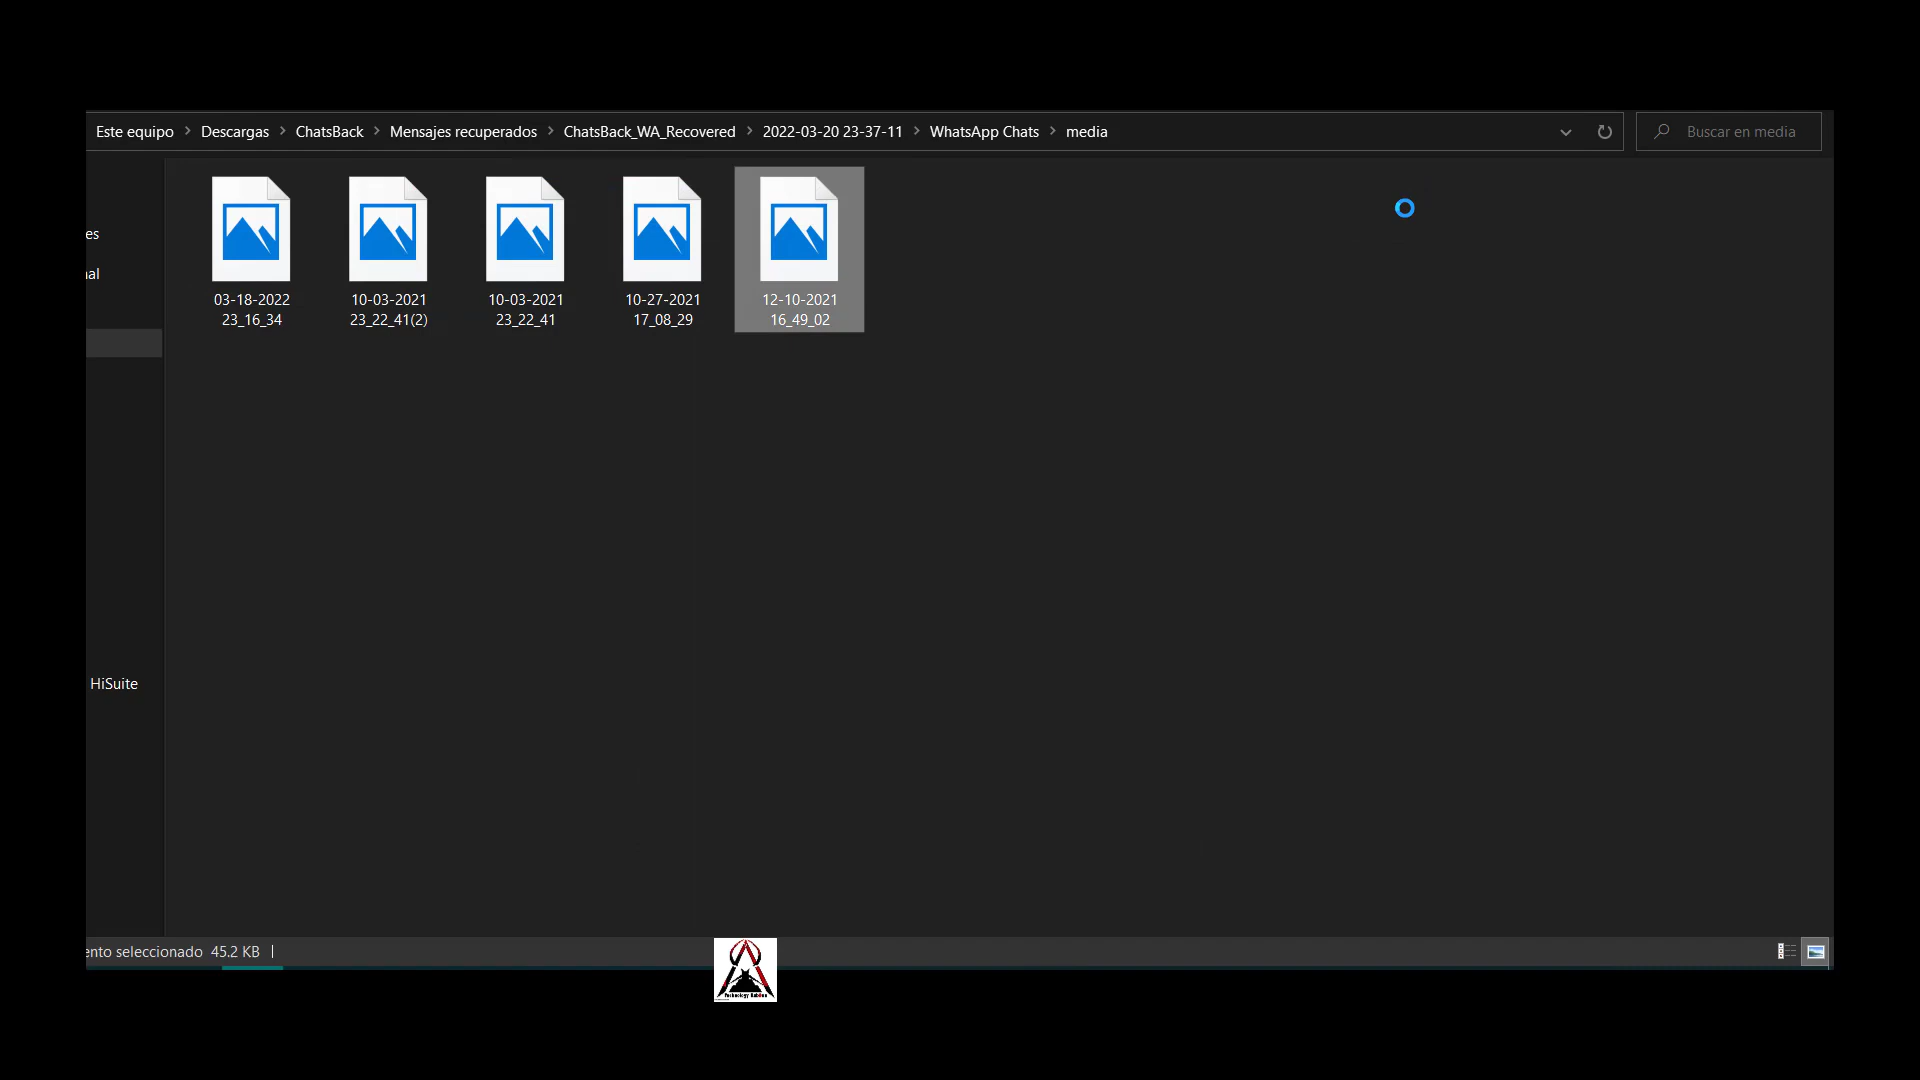 Este equipo > Descargas > ChatsBack > Mensajes recuperados > ChatsBack_WA_Recovered > 2022-03-20 23-37-11 > WhatsApp Chats > media
Buscar en media
es
nal
HiSuite
03-18-2022
23_16_34
10-03-2021
23_22_41(2)
10-03-2021
23_22_41
10-27-2021
17_08_29
12-10-2021
16_49_02
ento seleccionado 45.2 KB